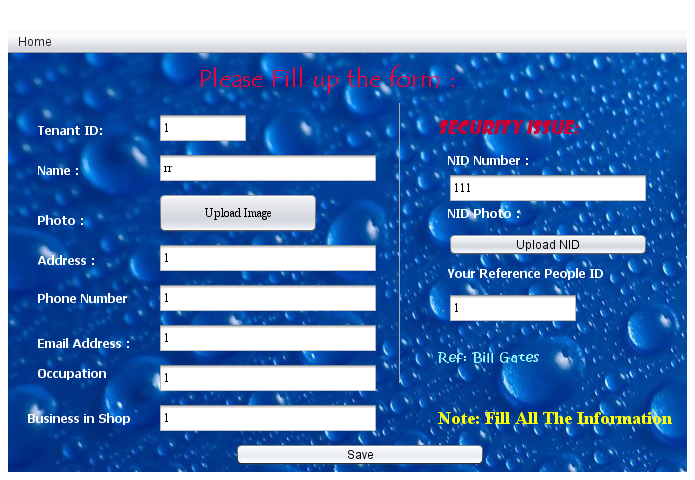 Home
Please Fill up the form :
Tenant ID:
1
Name :
rr
Photo :
Upload Image
Address :
1
Phone Number
1
Email Address :
1
Occupation
1
Business in Shop
1
SECURITY ISSUE:
NID Number :
111
NID Photo :
Upload NID
Your Reference People ID
1
Ref: Bill Gates
Note: Fill All The Information
Save